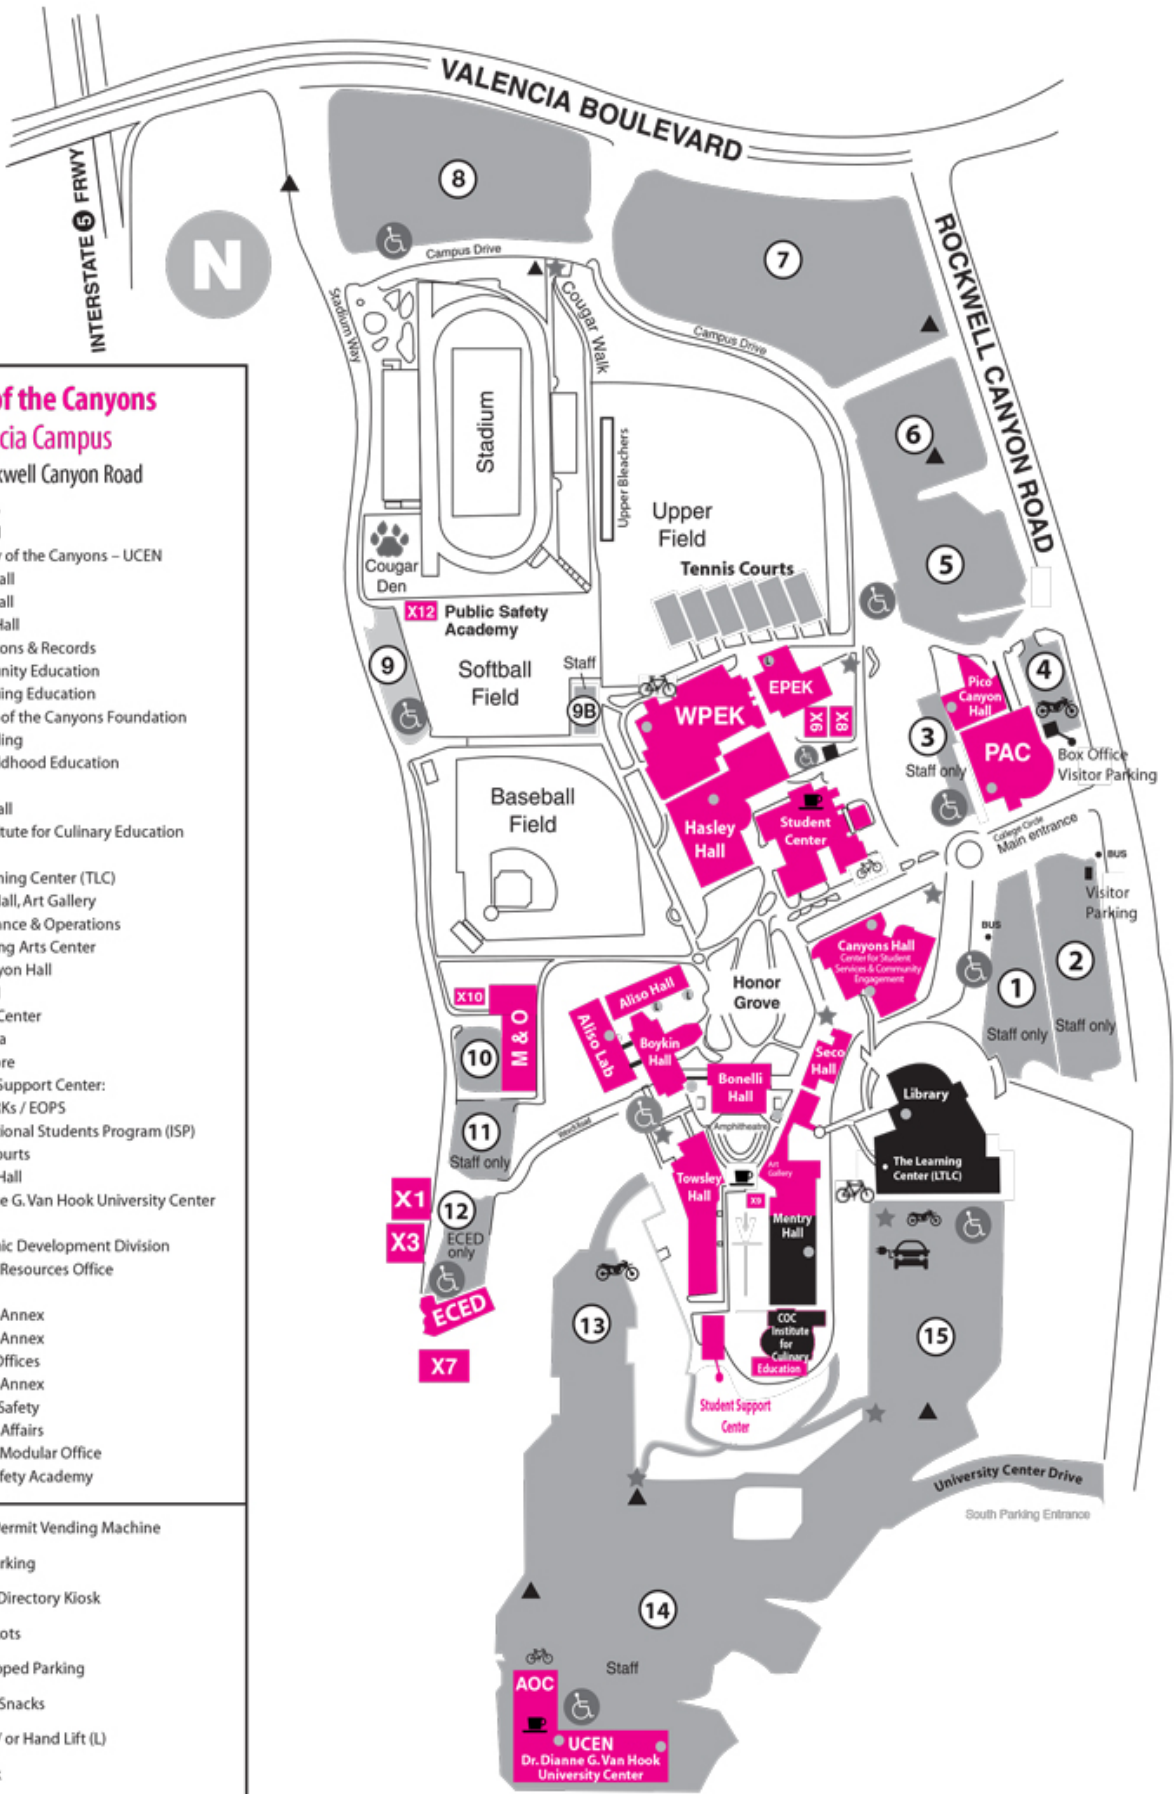 VALENCIA BOULEVARD
INTERSTATE 5 FRWY
8
N
7
ROCKWELL CANYON ROAD
Campus Drive
Stadium Way
Cougar Walk
Campus Drive
Stadium
Upper Bleachers
6
Upper
Field
Tennis Courts
5
Cougar
Den
X12 Public Safety
Academy
9
Softball
Field
Staff
9B
WPEK
EPEK
L
X6
X8
Pico
Canyon
Hall
4
3
Staff only
PAC
Box Office
Visitor Parking
Baseball
Field
Hasley
Hall
Student
Center
College Circle
Main entrance
BUS
Visitor
Parking
BUS
Canyons Hall
Center for Student
Services & Community
Engagement
1
Staff only
2
Staff only
Honor
Grove
X10
M & O
10
Aliso Hall
L
L
Aliso Lab
Boykin
Hall
Bonelli
Hall
Seco
Hall
Library
The Learning
Center (LTLC)
Amphitheatre
11
Staff only
Art
Gallery
Towsley
Hall
X9
Mentry
Hall
X1
X3
12
ECED
only
ECED
X7
13
COC
Institute
for
Culinary
Education
15
Student Support
Center
University Center Drive
South Parking Entrance
14
Staff
AOC
UCEN
Dr. Dianne G. Van Hook
University Center
of the Canyons
cia Campus
kwell Canyon Road
of the Canyons – UCEN
all
all
Hall
ons & Records
unity Education
ing Education
of the Canyons Foundation
ding
ldhood Education
all
tute for Culinary Education
ning Center (TLC)
Hall, Art Gallery
ance & Operations
ng Arts Center
yon Hall
Center
a
re
Support Center:
Ks / EOPS
ional Students Program (ISP)
ourts
Hall
e G. Van Hook University Center
ic Development Division
Resources Office
Annex
Annex
Offices
Annex
Safety
Affairs
Modular Office
fety Academy
Permit Vending Machine
rking
Directory Kiosk
ots
pped Parking
Snacks
or Hand Lift (L)